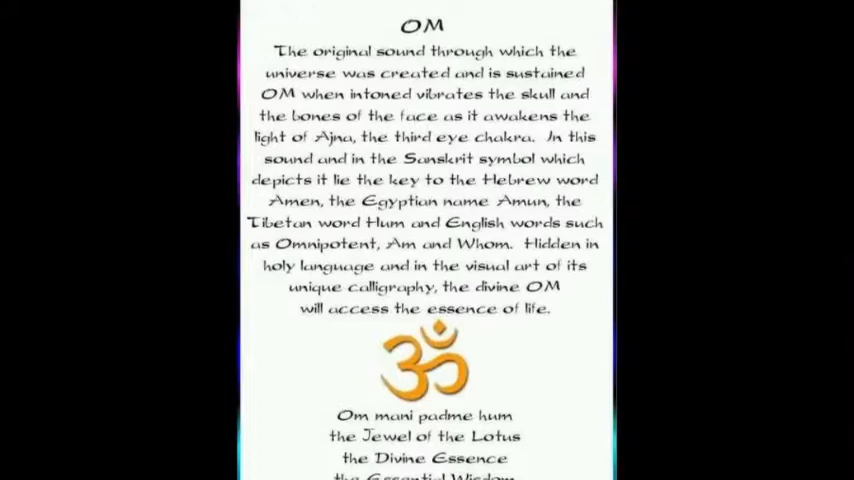 OM
The original sound through which the
universe was created and is sustained
OM when intoned vibrates the skull and
the bones of the face as it awakens the
light of Ajna, the third eye chakra. In this
sound and in the Sanskrit symbol which
depicts it lie the key to the Hebrew word
Amen, the Egyptian name Amun, the
Tibetan word Hum and English words such
as Omnipotent, Am and Whom. Hidden in
holy language and in the visual art of its
unique calligraphy, the divine OM
will access the essence of life.
ॐ
Om mani padme hum
the Jewel of the Lotus
the Divine Essence
the Essential Wisdom